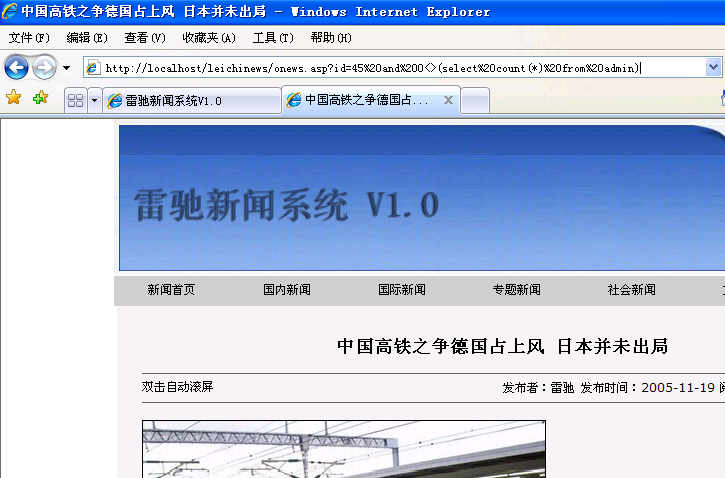 中国高铁之争德国占上风 日本并未出局 - Windows Internet Explorer
文件(F) 编辑(E) 查看(V) 收藏夹(A) 工具(T) 帮助(H)
http://localhost/leichinews/onews.asp?id=45%20and%200<>(select%20count(*)%20from%20admin)
雷驰新闻系统V1.0 中国高铁之争德国占...
雷驰新闻系统 V1.0
新闻首页 国内新闻 国际新闻 专题新闻 社会新闻
中国高铁之争德国占上风 日本并未出局
双击自动滚屏 发布者：雷驰 发布时间：2005-11-19